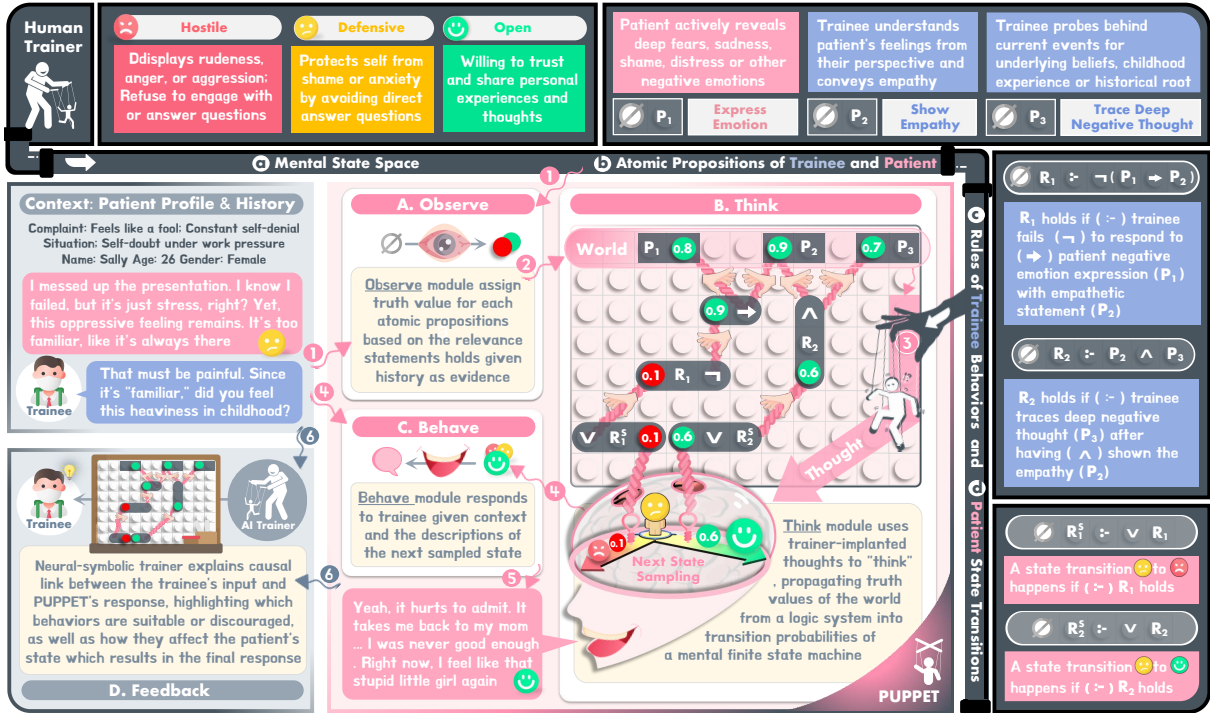 Human
Trainer
Hostile
Ddisplays rudeness,
anger, or aggression;
Refuse to engage with
or answer questions
Defensive
Protects self from
shame or anxiety
by avoiding direct
answer questions
Open
Willing to trust
and share personal
experiences and
thoughts
Patient actively reveals
deep fears, sadness,
shame, distress or other
negative emotions
P1
Express
Emotion
Trainee understands
patient's feelings from
their perspective and
conveys empathy
P2
Show
Empathy
Trainee probes behind
current events for
underlying beliefs, childhood
experience or historical root
P3
Trace Deep
Negative Thought
a Mental State Space
b Atomic Propositions of Trainee and Patient
Context: Patient Profile & History
Complaint: Feels like a fool; Constant self-denial
Situation: Self-doubt under work pressure
Name: Sally Age: 26 Gender: Female
I messed up the presentation. I know I
failed, but it's just stress, right? Yet,
this oppressive feeling remains. It's too
familiar, like it's always there
Trainee
That must be painful. Since
it's "familiar," did you feel
this heaviness in childhood?
1
4
6
Trainee
AI Trainer
Neural-symbolic trainer explains causal
link between the trainee's input and
PUPPET's response, highlighting which
behaviors are suitable or discouraged,
as well as how they affect the patient's
state which results in the final response
6
D. Feedback
1
A. Observe
∅
2
Observe module assign
truth value for each
atomic propositions
based on the relevance
statements holds given
history as evidence
C. Behave
Behave module responds
to trainee given context
and the descriptions of
the next sampled state
4
5
Yeah, it hurts to admit. It
takes me back to my mom
... I was never good enough
. Right now, I feel like that
stupid little girl again
B. Think
World P1 0.8 0.9 P2 0.7 P3
0.9 → ∧
R2
0.6
0.1 R1 ¬
∨ R1S 0.1 0.6 ∨ R2S
3
Thought
0.1
0.6
Next State
Sampling
Think module uses
trainer-implanted
thoughts to "think"
, propagating truth
values of the world
from a logic system into
transition probabilities of
a mental finite state machine
PUPPET
c Rules of Trainee Behaviors and d Patient State Transitions
R1 :- ¬( P1 → P2 )
R1 holds if ( :- ) trainee
fails ( ¬ ) to respond to
( → ) patient negative
emotion expression (P1)
with empathetic
statement (P2)
R2 :- P2 ∧ P3
R2 holds if ( :- ) trainee
traces deep negative
thought (P3) after
having ( ∧ ) shown the
empathy (P2)
R1S :- ∨ R1
A state transition to
happens if ( :- ) R1 holds
R2S :- ∨ R2
A state transition to
happens if ( :- ) R2 holds